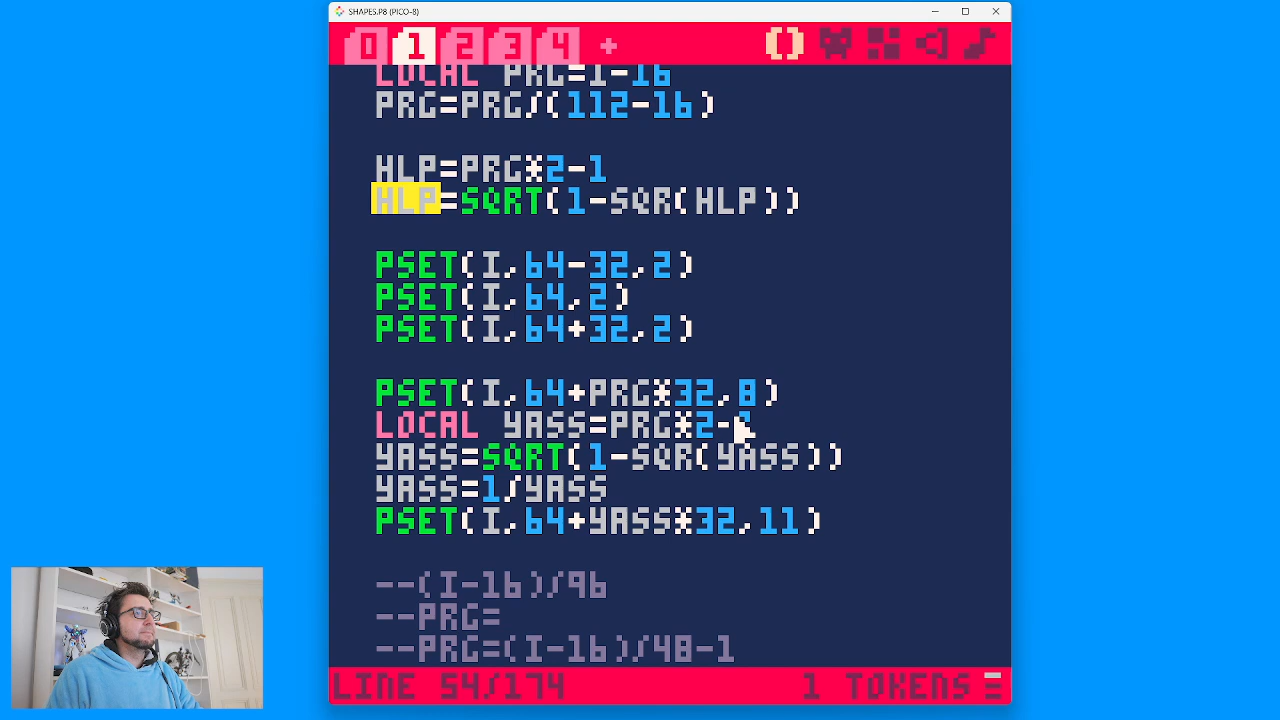 SHAPES.P8 (PICO-8)
0 1 2 3 4 +
LOCAL PRG=I-16
PRG=PRG/(112-16)
HLP=PRG*2-1
HLP=SQRT(1-SQR(HLP))
PSET(I,64-32,2)
PSET(I,64,2)
PSET(I,64+32,2)
PSET(I,64+PRG*32,8)
LOCAL YASS=PRG*2-
YASS=SQRT(1-SQR(YASS))
YASS=1/YASS
PSET(I,64+YASS*32,11)
--(I-16)/96
--PRG=
--PRG=(I-16)/48-1
LINE 54/174 1 TOKENS